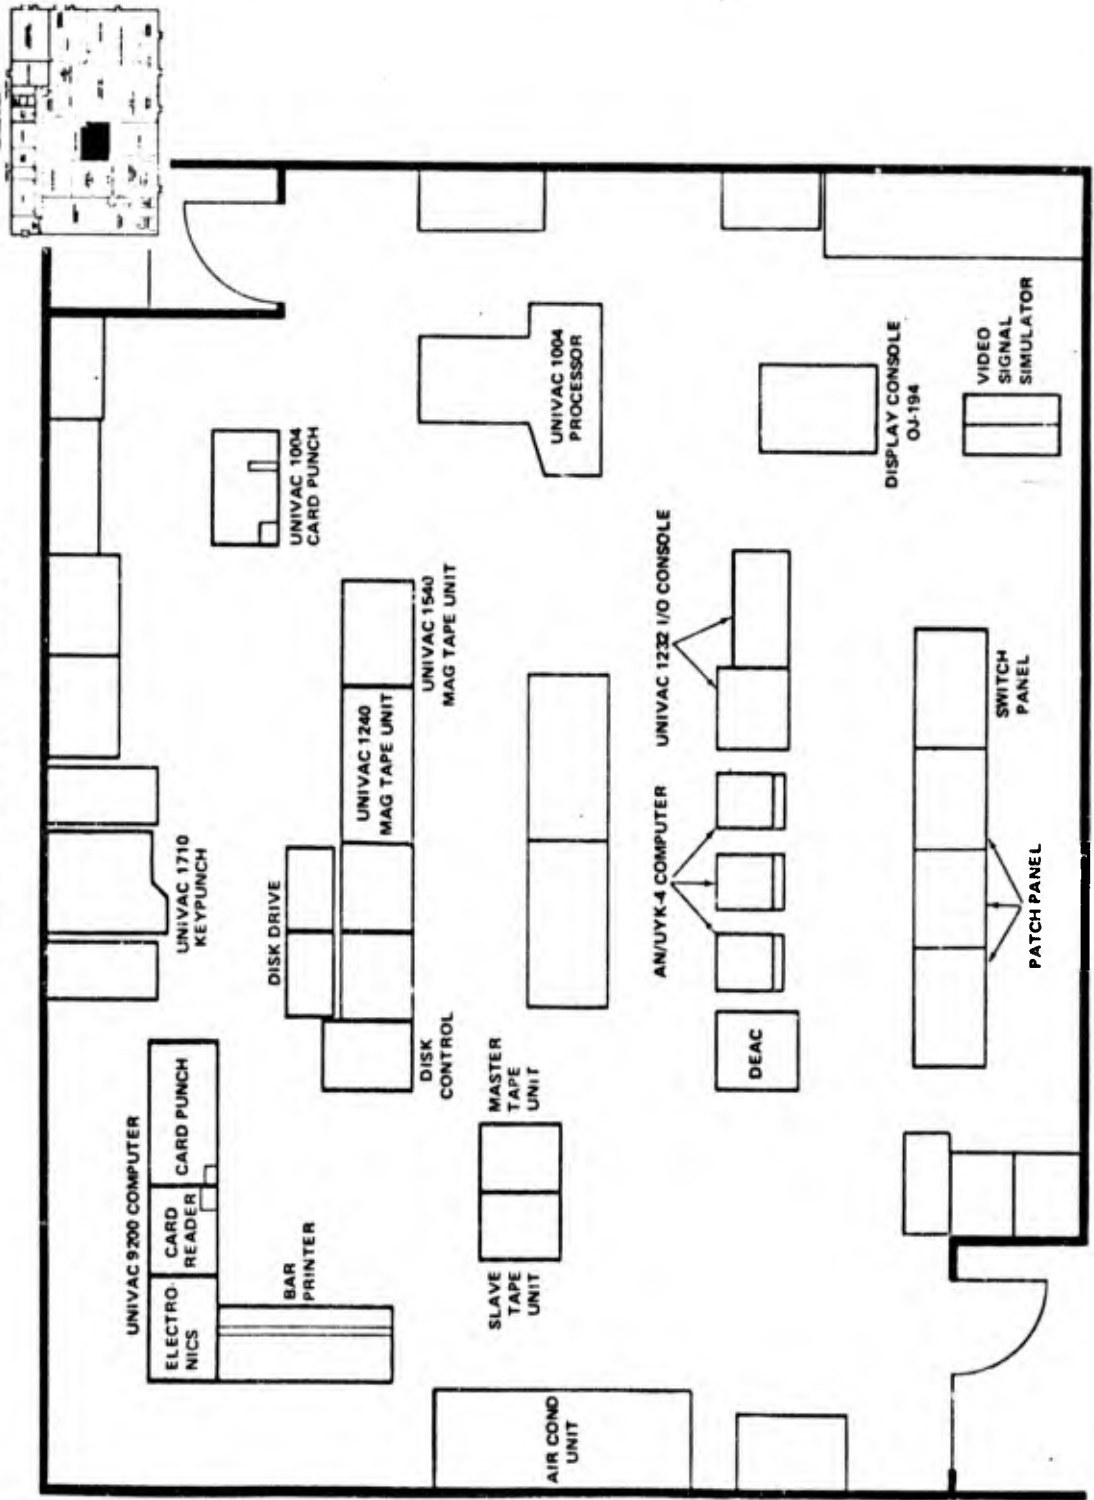 UNIVAC 9200 COMPUTER
ELECTRO-
NICS
CARD
READER
CARD PUNCH
BAR
PRINTER
UNIVAC 1710
KEYPUNCH
DISK DRIVE
DISK
CONTROL
UNIVAC 1240
MAG TAPE UNIT
UNIVAC 1540
MAG TAPE UNIT
UNIVAC 1004
CARD PUNCH
SLAVE
TAPE
UNIT
MASTER
TAPE
UNIT
UNIVAC 1004
PROCESSOR
AIR COND
UNIT
DEAC
AN/UYK-4 COMPUTER
UNIVAC 1232 I/O CONSOLE
DISPLAY CONSOLE
OJ-194
PATCH PANEL
SWITCH
PANEL
VIDEO
SIGNAL
SIMULATOR